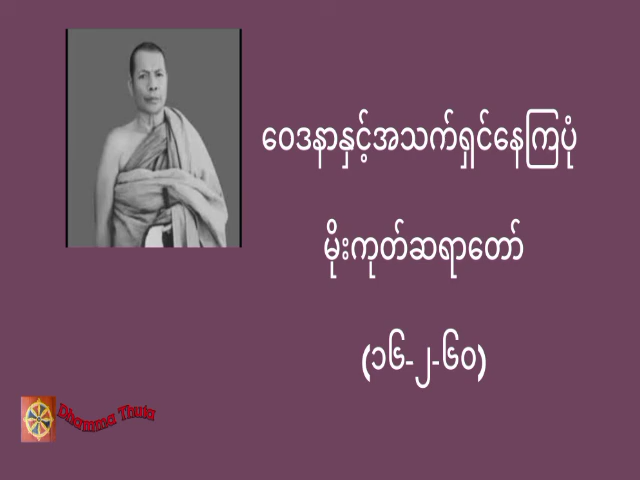 ဝေဒနာနှင့်အသက်ရှင်နေကြပုံ
မိုးကုတ်ဆရာတော်
(၁၆-၂-၆၀)
Dhamma Thuta